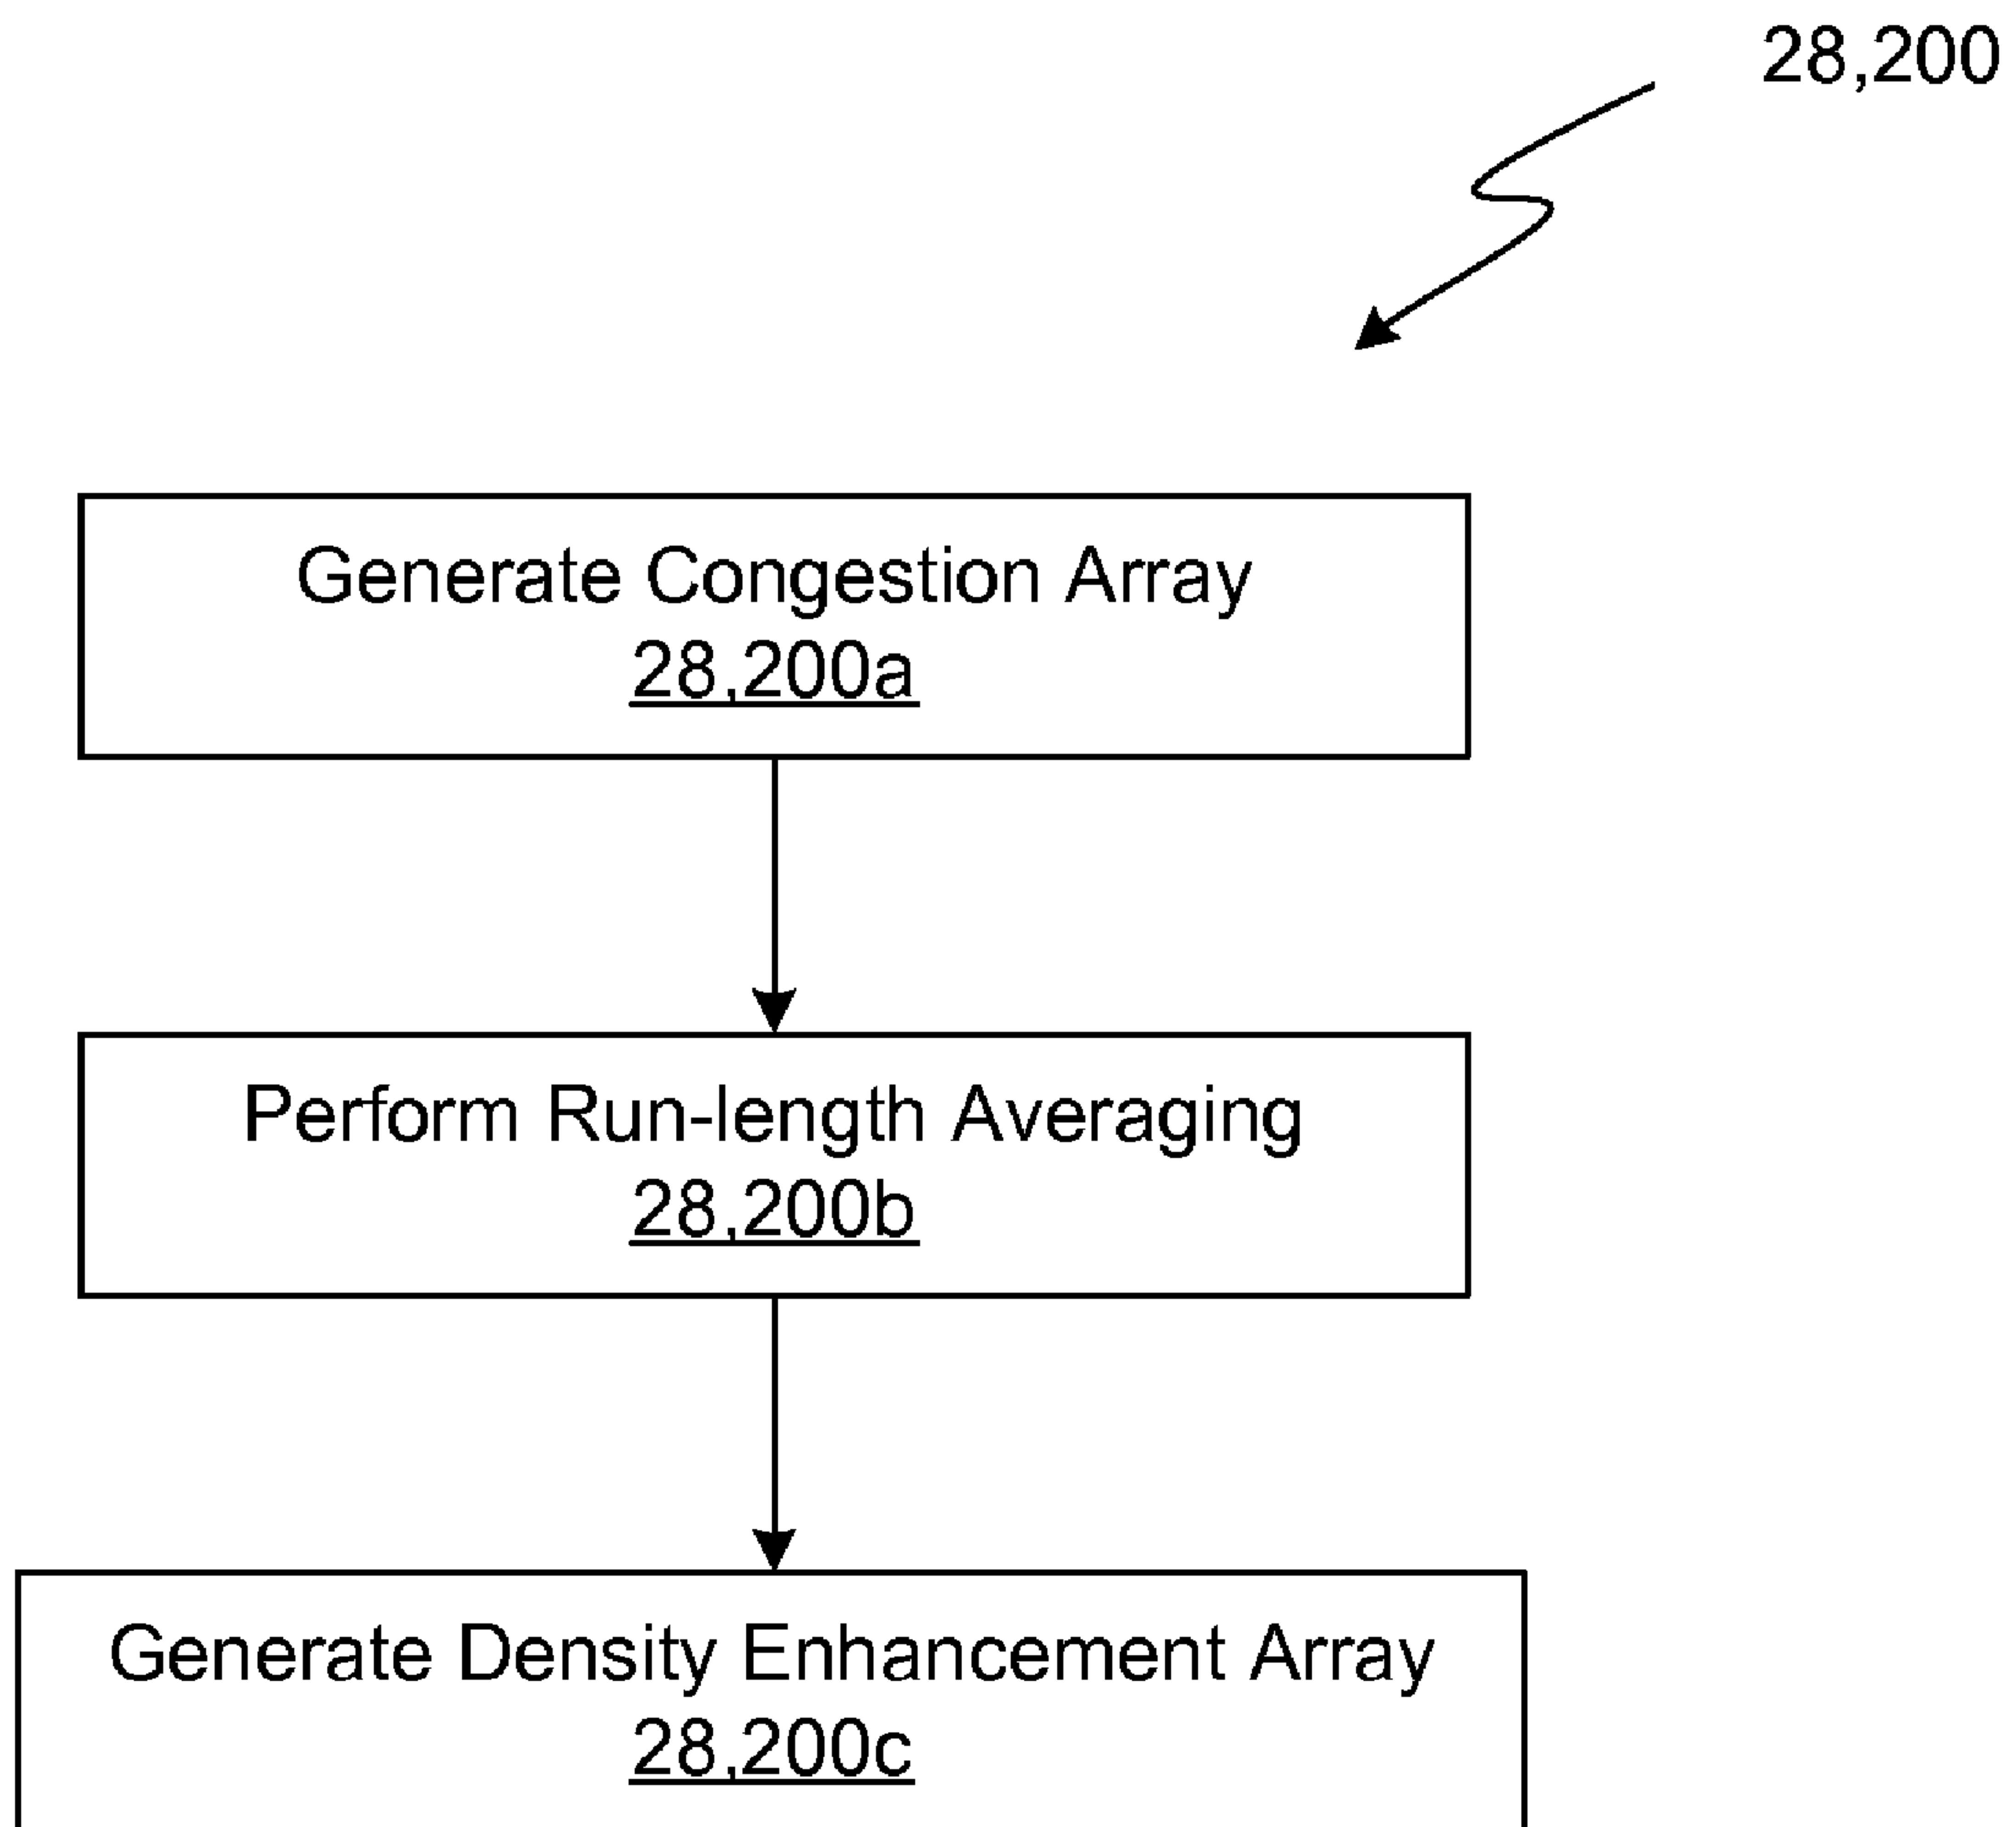 28,200
Generate Congestion Array
28,200a
Perform Run-length Averaging
28,200b
Generate Density Enhancement Array
28,200c